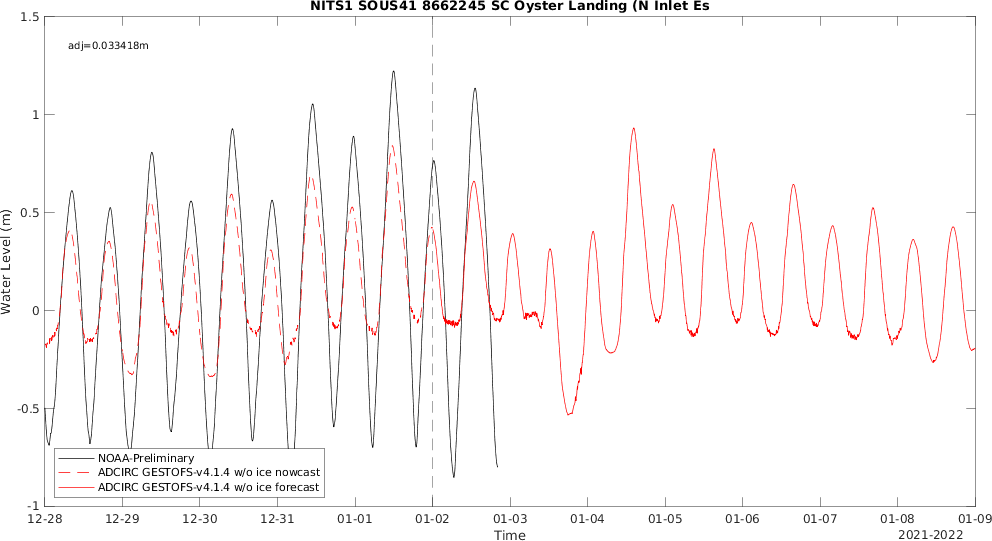 NITS1 SOUS41 8662245 SC Oyster Landing (N Inlet Es
adj=0.033418m
Water Level (m)
1.5
1
0.5
0
-0.5
-1
NOAA-Preliminary
ADCIRC GESTOFS-v4.1.4 w/o ice nowcast
ADCIRC GESTOFS-v4.1.4 w/o ice forecast
12-28 12-29 12-30 12-31 01-01 01-02 01-03 01-04 01-05 01-06 01-07 01-08 01-09
Time
2021-2022